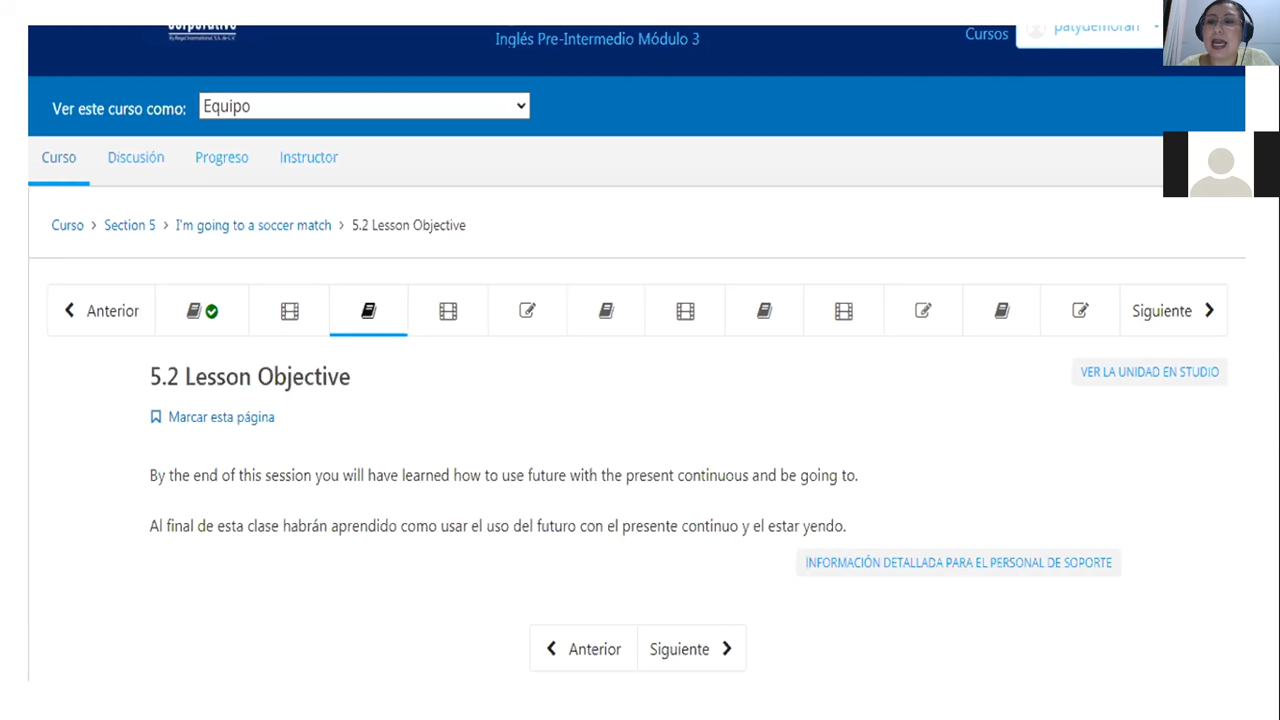 corporativo
Inglés Pre-Intermedio Módulo 3
Cursos
patydemoran
Ver este curso como:
Equipo
Curso
Discusión
Progreso
Instructor
Curso > Section 5 > I'm going to a soccer match > 5.2 Lesson Objective
Anterior
Siguiente
5.2 Lesson Objective
VER LA UNIDAD EN STUDIO
Marcar esta página
By the end of this session you will have learned how to use future with the present continuous and be going to.
Al final de esta clase habrán aprendido como usar el uso del futuro con el presente continuo y el estar yendo.
INFORMACIÓN DETALLADA PARA EL PERSONAL DE SOPORTE
Anterior
Siguiente